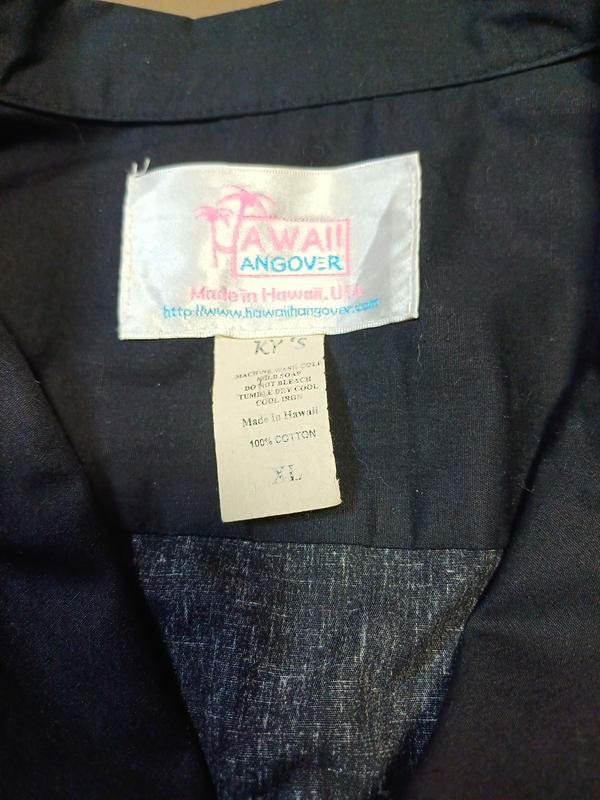 HAWAII
HANGOVER
Made in Hawaii, USA
http://www.hawaiihangover.com
KY'S
MACHINE WASH COLD
MILD SOAP
DO NOT BLEACH
TUMBLE DRY COOL
COOL IRON
Made In Hawaii
100% COTTON
XL